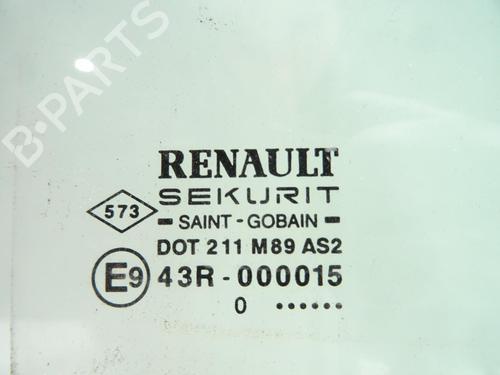 B-PARTS
RENAULT
SEKURIT
573
SAINT-GOBAIN
DOT 211 M89 AS2
E9 43R-000015
0 ......